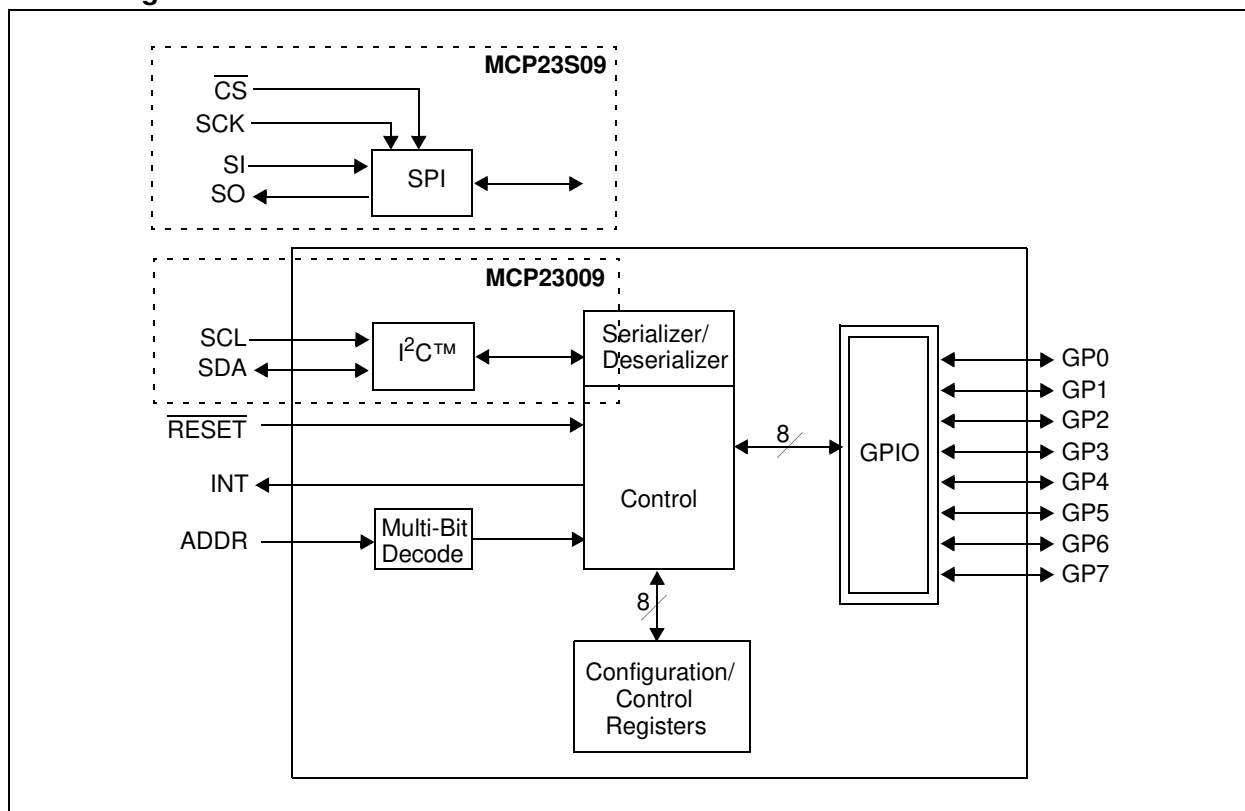 MCP23S09
CS
SCK
SI
SO
SPI
MCP23009
SCL
SDA
I²C™
Serializer/
Deserializer
RESET
INT
ADDR
Multi-Bit
Decode
Control
8
8
GPIO
GP0
GP1
GP2
GP3
GP4
GP5
GP6
GP7
Configuration/
Control
Registers